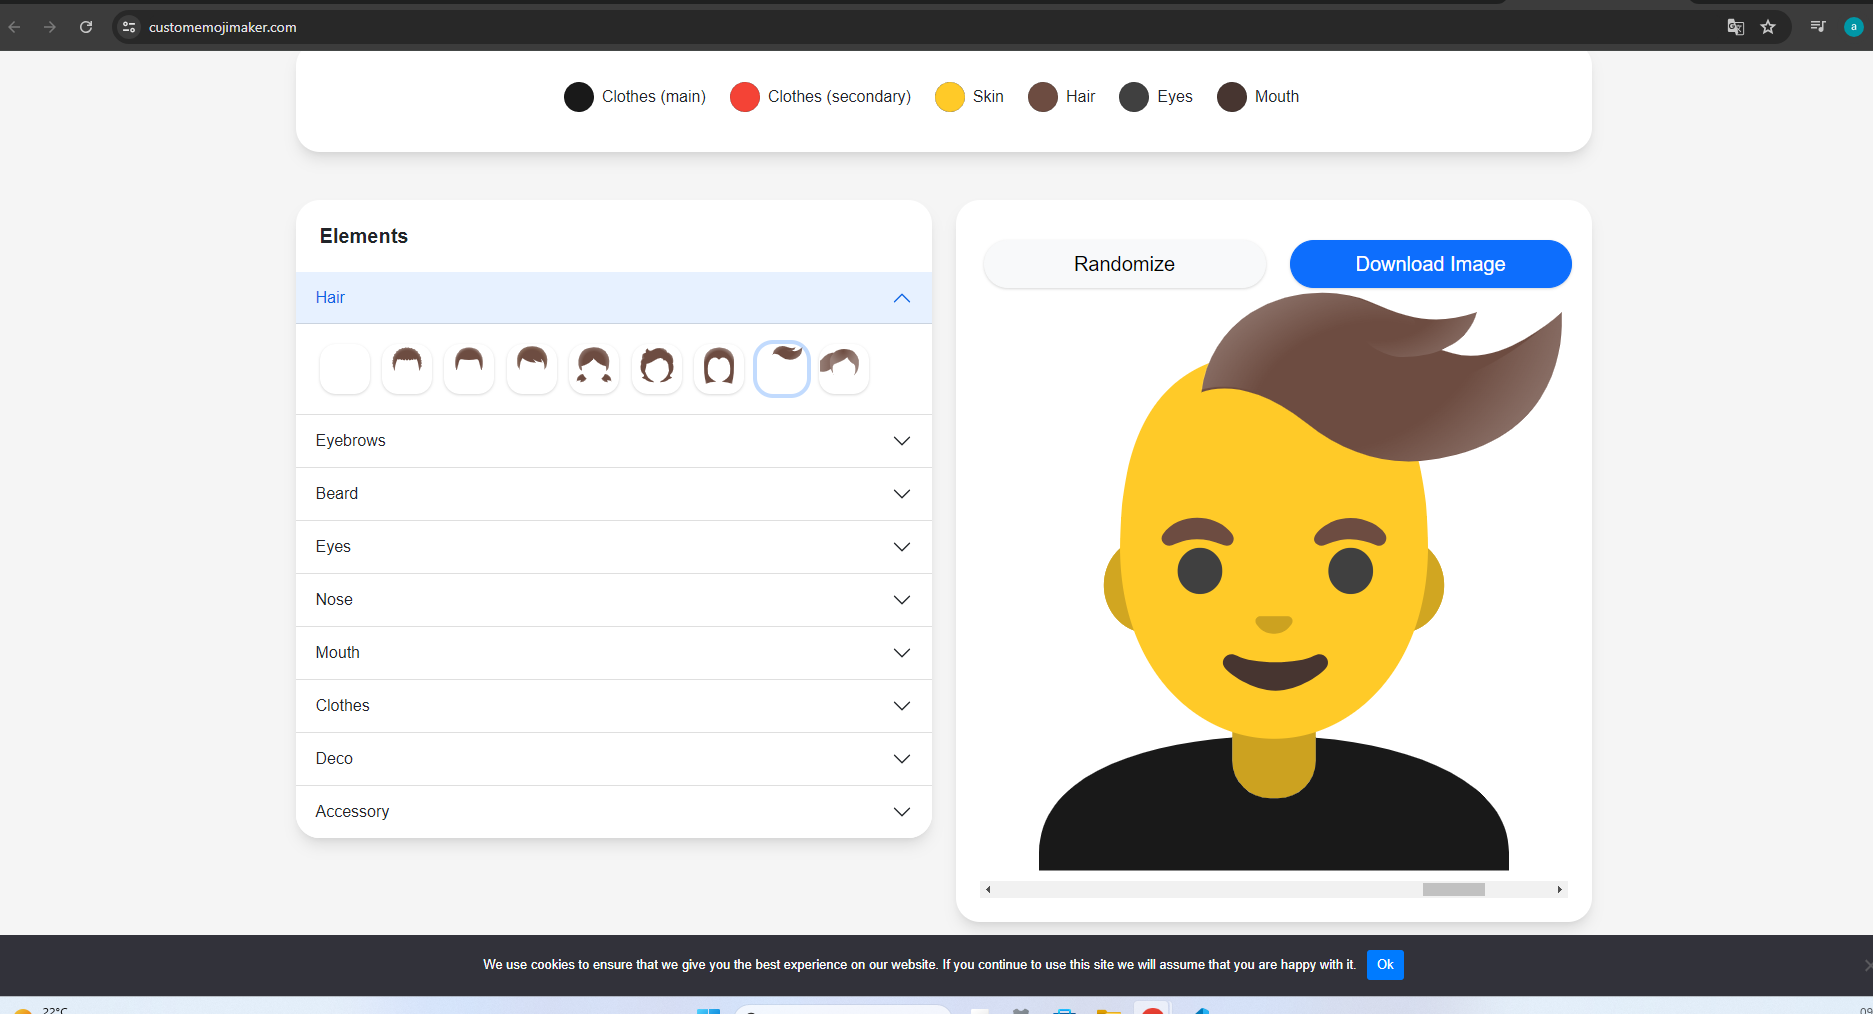 customemojimaker.com
a
Clothes (main) Clothes (secondary) Skin Hair Eyes Mouth
Elements
Hair
Eyebrows
Beard
Eyes
Nose
Mouth
Clothes
Deco
Accessory
Randomize Download Image
We use cookies to ensure that we give you the best experience on our website. If you continue to use this site we will assume that you are happy with it. Ok
22°C